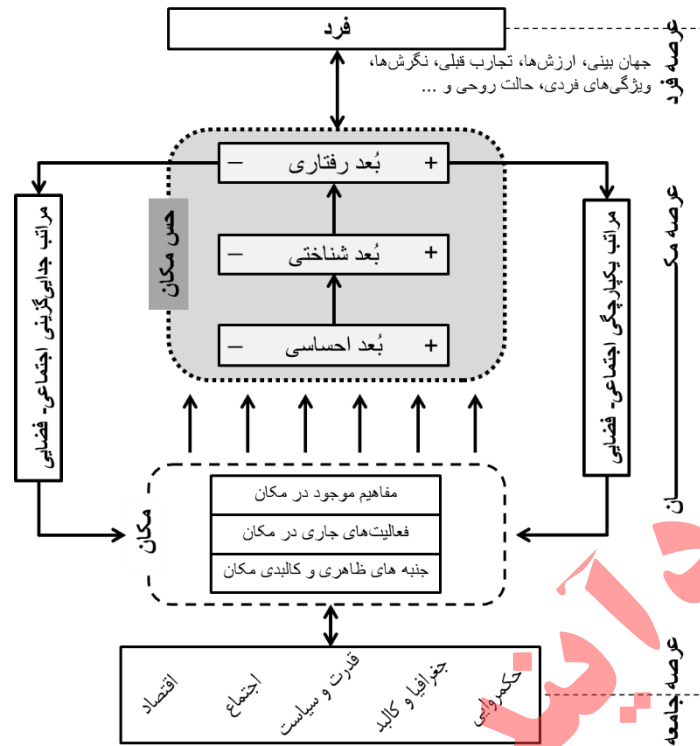 فرد
عرصه فرد
جهان بینی، ارزش‌ها، تجارب قبلی، نگرش‌ها،
ویژگی‌های فردی، حالت روحی و ...
+ بُعد رفتاری –
+ بُعد شناختی –
+ بُعد احساسی –
حس مکان
عرصه مکـــان
مراتب یکپارچگی اجتماعی- فضایی
مراتب جدایی‌گزینی اجتماعی- فضایی
مکان
مفاهیم موجود در مکان
فعالیت‌های جاری در مکان
جنبه های ظاهری و کالبدی مکان
عرصه جامعه
حکمروایی
جغرافیا و کالبد
قدرت و سیاست
اجتماع
اقتصاد